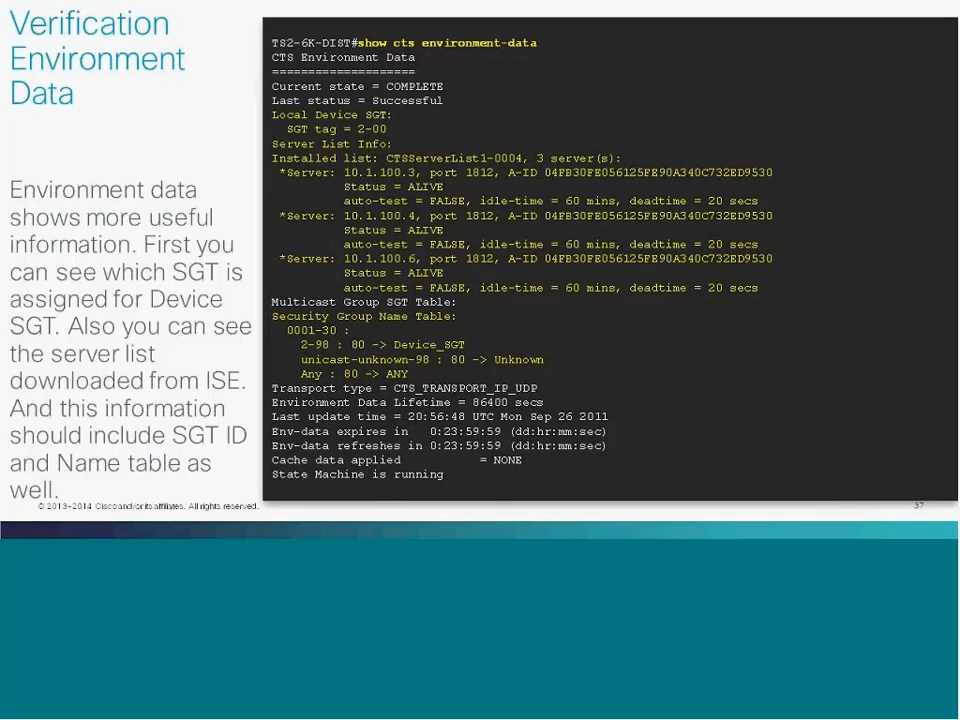 Verification
Environment
Data
Environment data
shows more useful
information. First you
can see which SGT is
assigned for Device
SGT. Also you can see
the server list
downloaded from ISE.
And this information
should include SGT ID
and Name table as
well.
TS2-6K-DIST#show cts environment-data
CTS Environment Data
====================
Current state = COMPLETE
Last status = Successful
Local Device SGT:
SGT tag = 2-00
Server List Info:
Installed list: CTSServerList1-0004, 3 server(s):
*Server: 10.1.100.3, port 1812, A-ID 04FB30FE056125FE90A340C732ED9530
Status = ALIVE
auto-test = FALSE, idle-time = 60 mins, deadtime = 20 secs
*Server: 10.1.100.4, port 1812, A-ID 04FB30FE056125FE90A340C732ED9530
Status = ALIVE
auto-test = FALSE, idle-time = 60 mins, deadtime = 20 secs
*Server: 10.1.100.6, port 1812, A-ID 04FB30FE056125FE90A340C732ED9530
Status = ALIVE
auto-test = FALSE, idle-time = 60 mins, deadtime = 20 secs
Multicast Group SGT Table:
Security Group Name Table:
0001-30 :
2-98 : 80 -> Device_SGT
unicast-unknown-98 : 80 -> Unknown
Any : 80 -> ANY
Transport type = CTS_TRANSPORT_IP_UDP
Environment Data Lifetime = 86400 secs
Last update time = 20:56:48 UTC Mon Sep 26 2011
Env-data expires in 0:23:59:59 (dd:hr:mm:sec)
Env-data refreshes in 0:23:59:59 (dd:hr:mm:sec)
Cache data applied = NONE
State Machine is running
© 2013-2014 Cisco and/or its affiliates. All rights reserved.
37